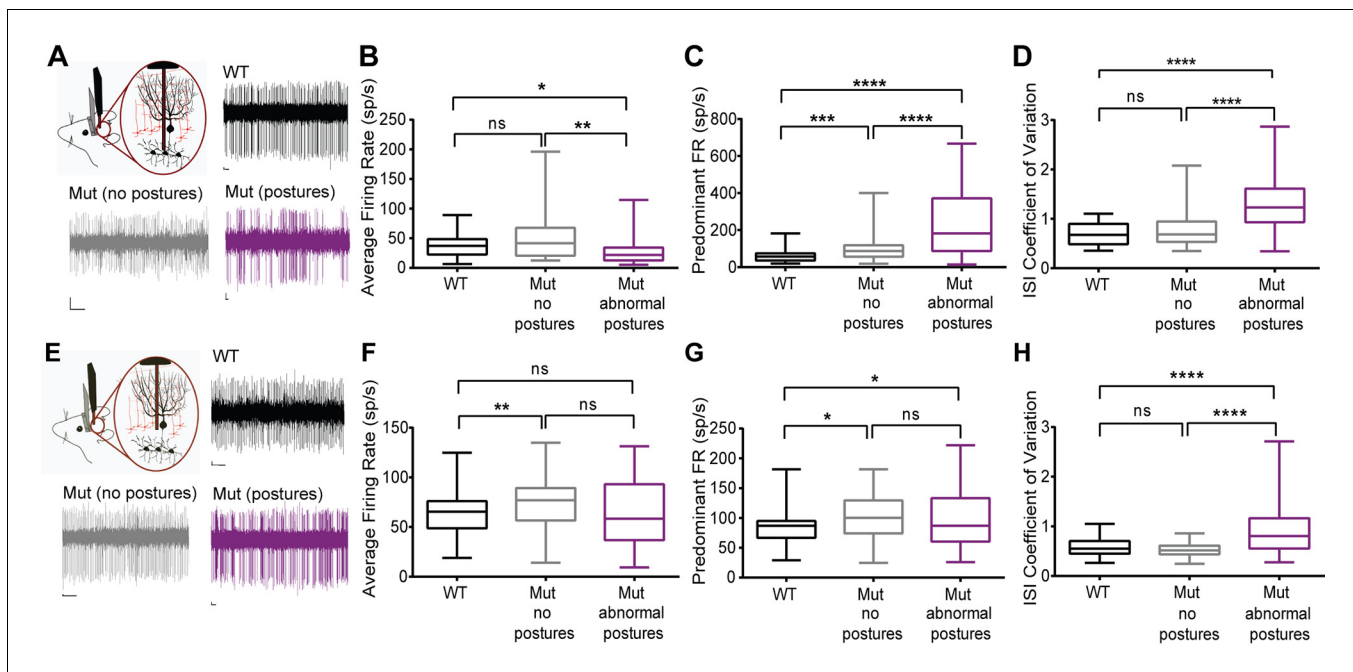 A
WT
Mut (no postures)
Mut (postures)
B
Average Firing Rate (sp/s)
*
ns
**
250
200
150
100
50
0
WT
Mut
no
postures
Mut
abnormal
postures
C
Predominant FR (sp/s)
****
***
****
800
600
400
200
0
WT
Mut
no
postures
Mut
abnormal
postures
D
ISI Coefficient of Variation
****
ns
****
3
2
1
0
WT
Mut
no
postures
Mut
abnormal
postures
E
WT
Mut (no postures)
Mut (postures)
F
Average Firing Rate (sp/s)
ns
**
ns
150
100
50
0
WT
Mut
no
postures
Mut
abnormal
postures
G
Predominant FR (sp/s)
*
*
ns
250
200
150
100
50
0
WT
Mut
no
postures
Mut
abnormal
postures
H
ISI Coefficient of Variation
****
ns
****
3
2
1
0
WT
Mut
no
postures
Mut
abnormal
postures